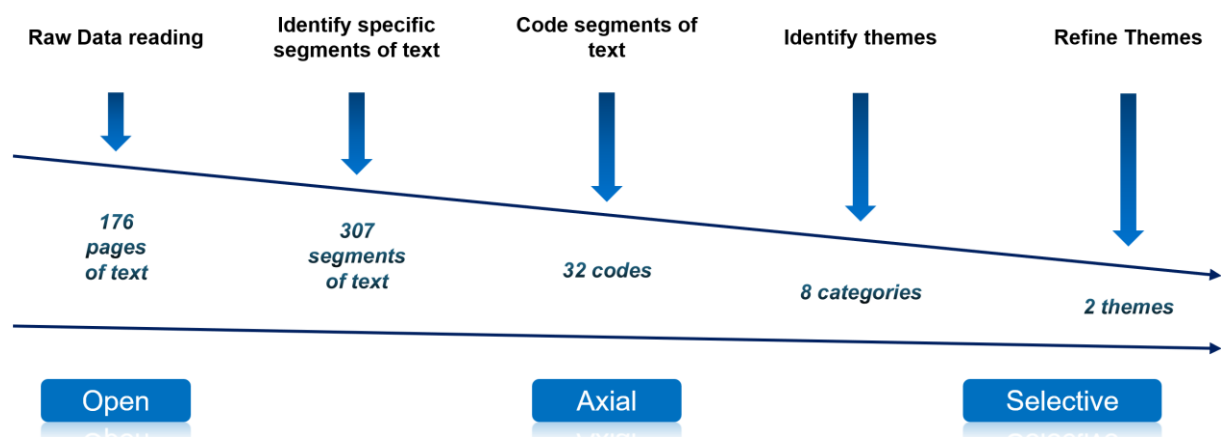 Raw Data reading
Identify specific
segments of text
Code segments of
text
Identify themes
Refine Themes
176
pages
of text
307
segments
of text
32 codes
8 categories
2 themes
Open
Axial
Selective